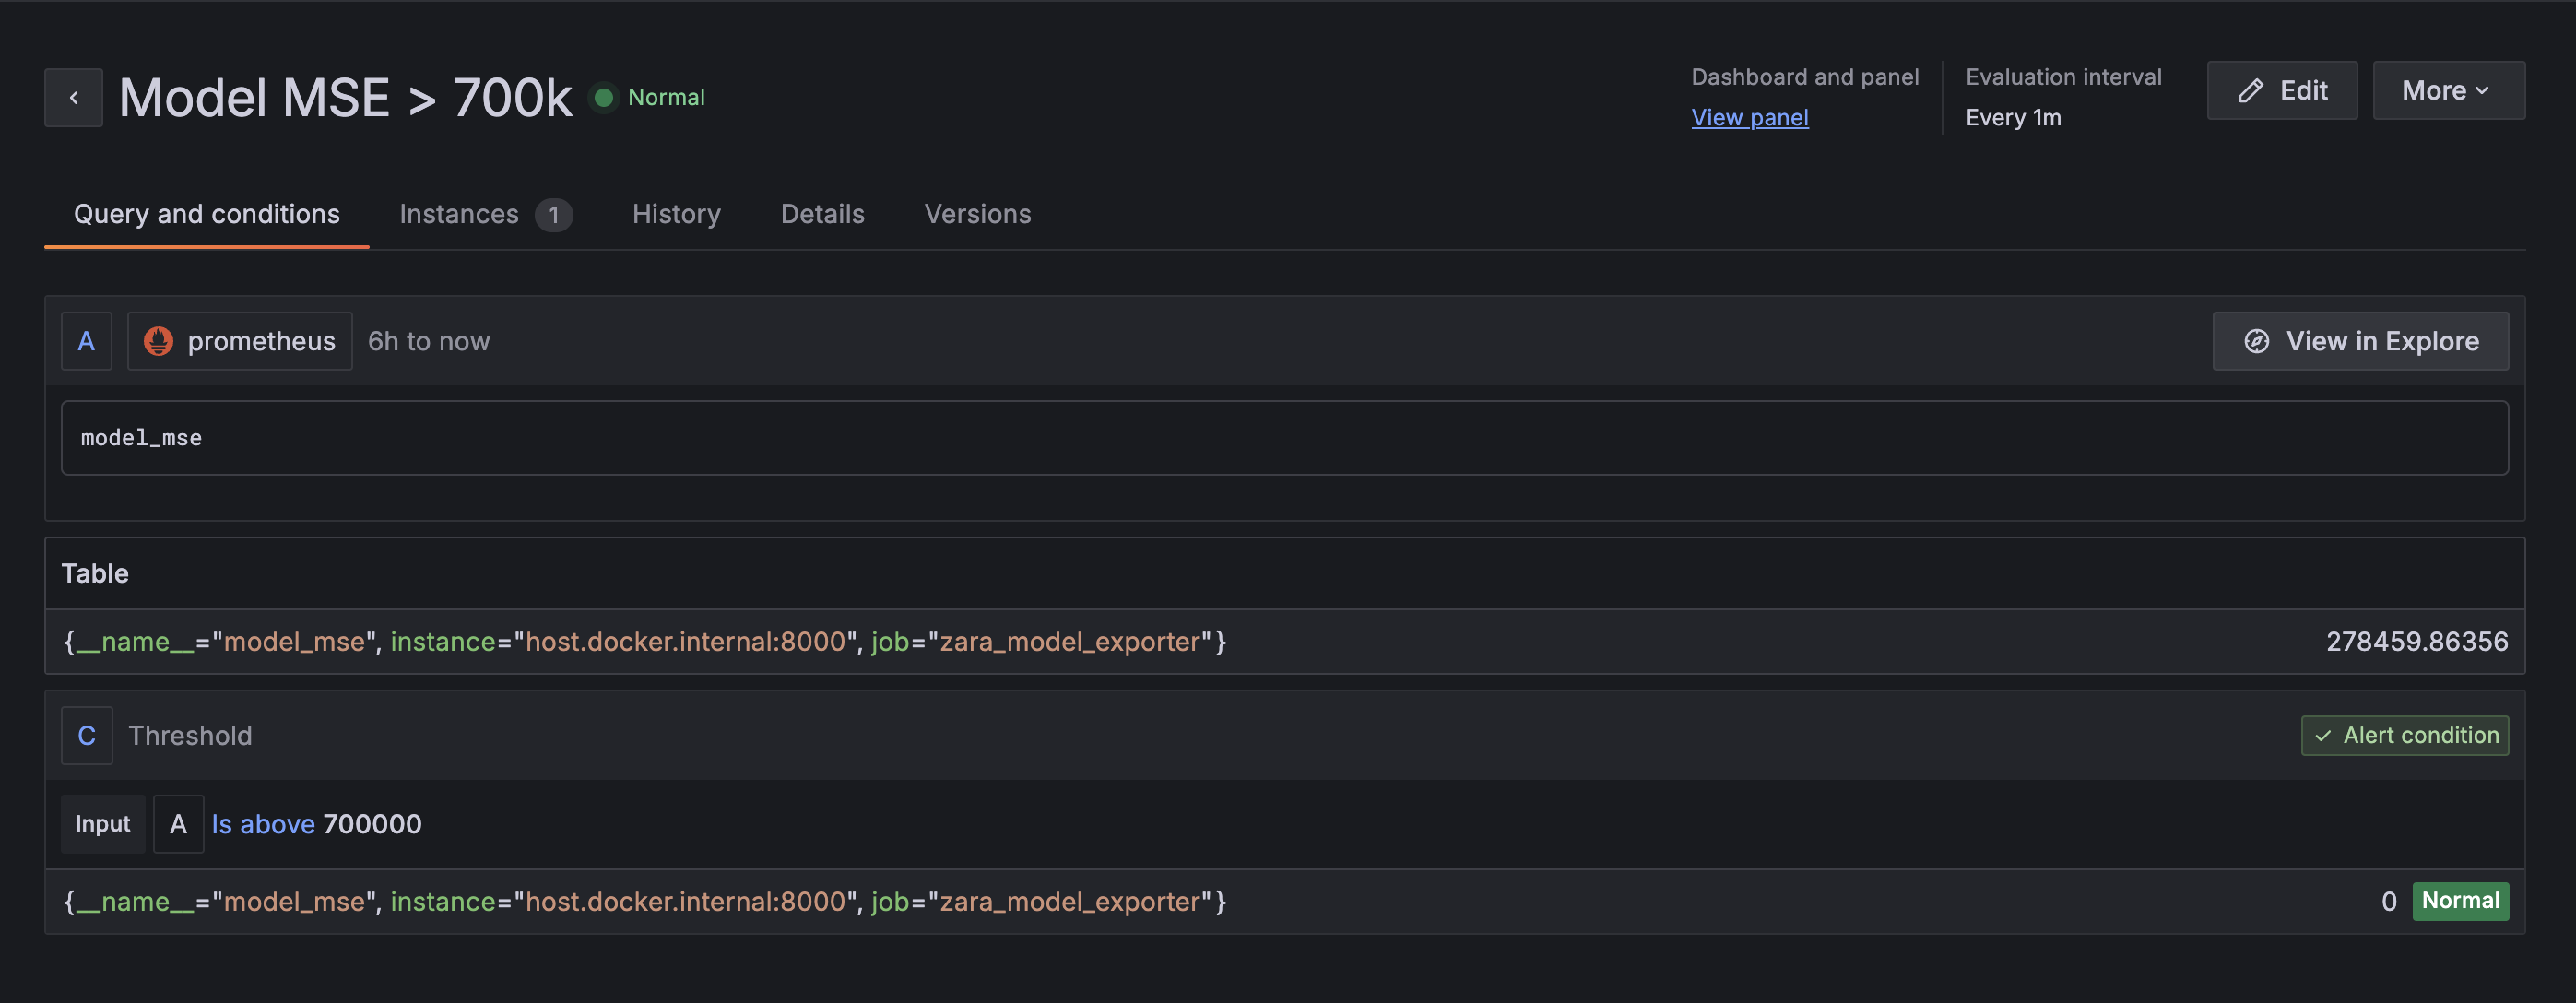 Model MSE > 700k Normal
Dashboard and panel
View panel
Evaluation interval
Every 1m
Edit
More
Query and conditions Instances 1 History Details Versions
A prometheus 6h to now View in Explore
model_mse
Table
{__name__="model_mse", instance="host.docker.internal:8000", job="zara_model_exporter"} 278459.86356
C Threshold Alert condition
Input A Is above 700000
{__name__="model_mse", instance="host.docker.internal:8000", job="zara_model_exporter"} 0 Normal